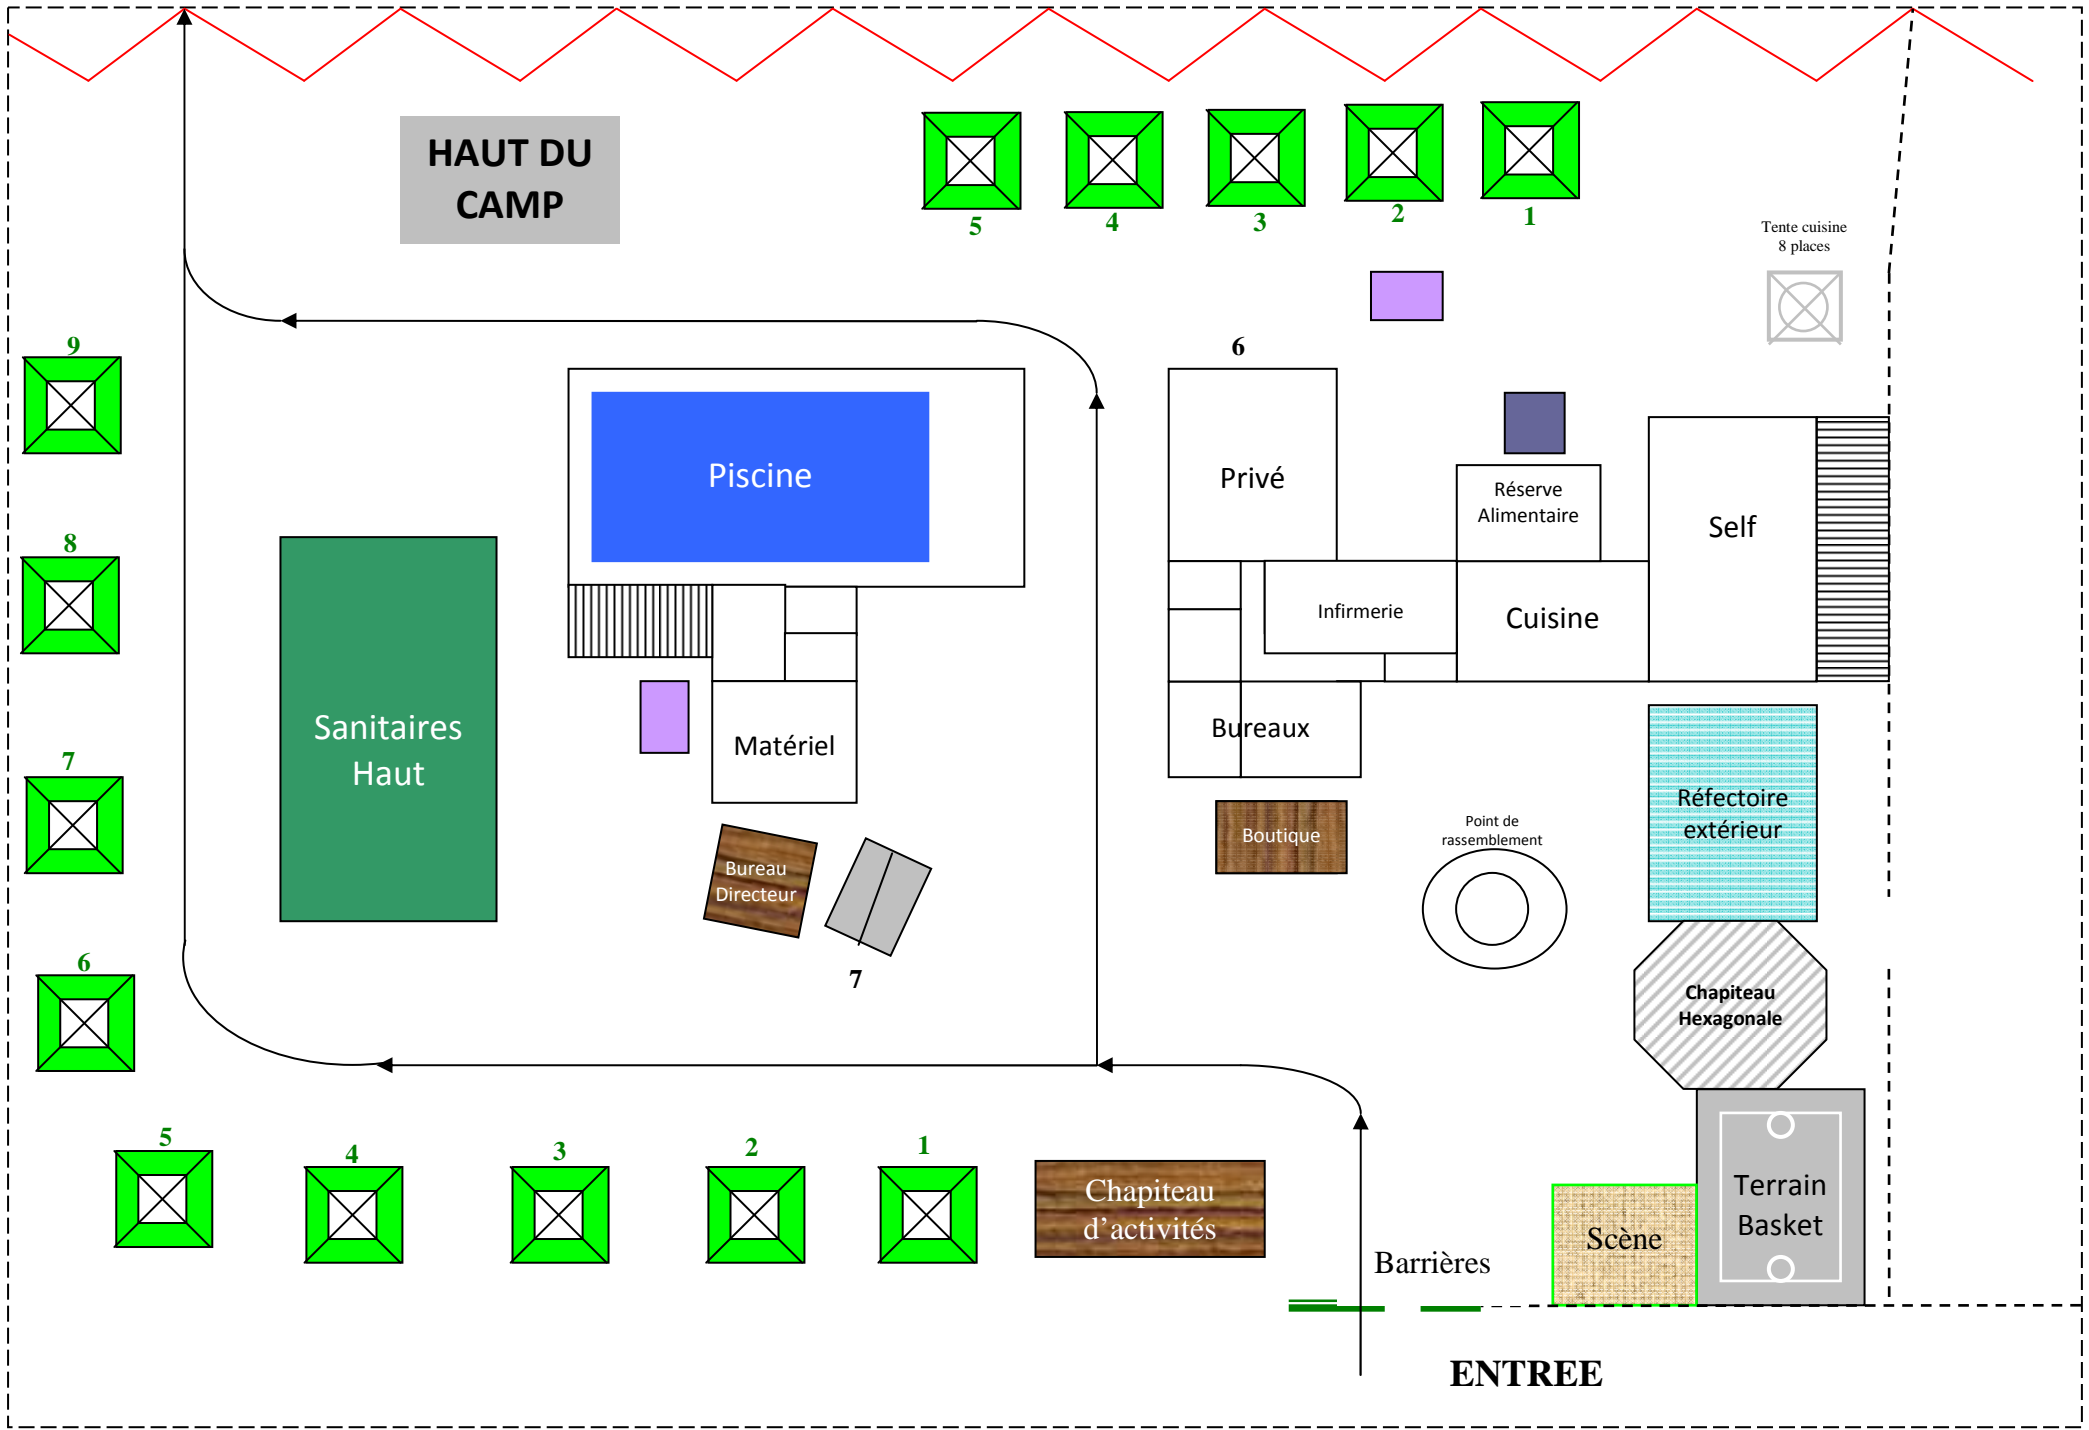 HAUT DU
CAMP
5
4
3
2
1
Tente cuisine
8 places
9
6
Piscine
Privé
Réserve
Alimentaire
Self
8
Infirmerie
Cuisine
Sanitaires
Haut
7
Matériel
Bureaux
Réfectoire
extérieur
Boutique
Point de
rassemblement
Bureau
Directeur
7
6
Chapiteau
Hexagonale
5
4
3
2
1
Chapiteau
d'activités
Terrain
Basket
Scène
Barrières
ENTREE